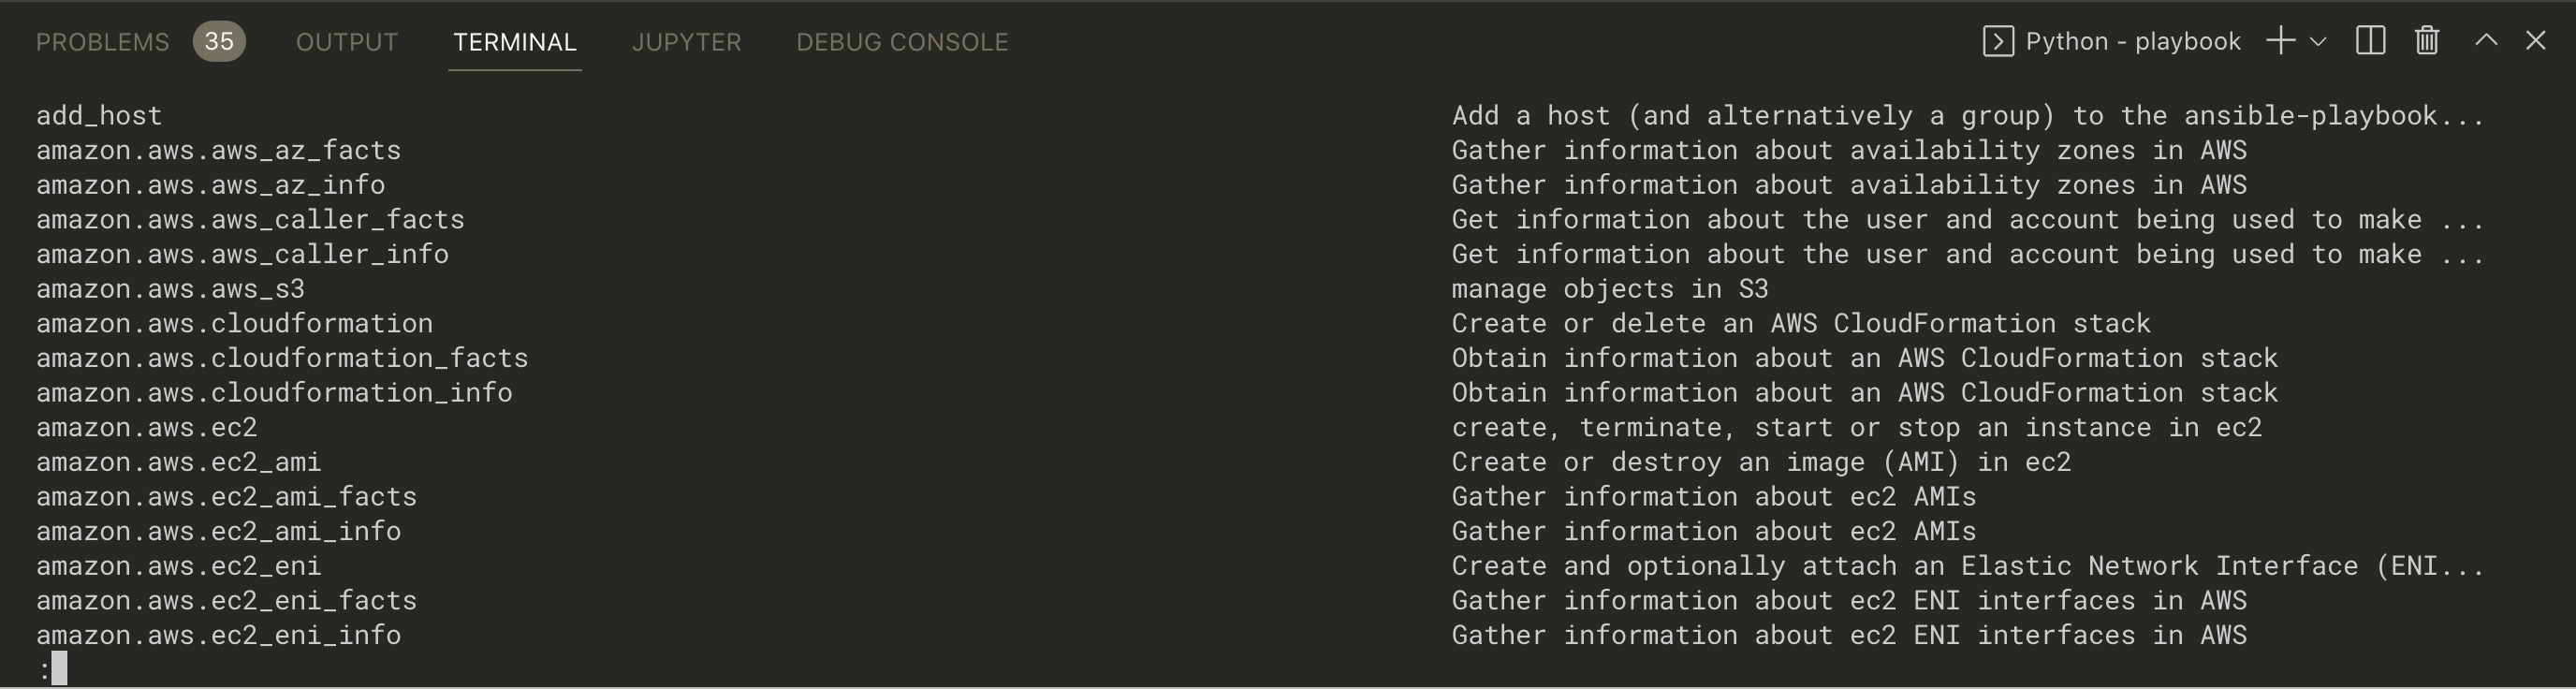 PROBLEMS 35 OUTPUT TERMINAL JUPYTER DEBUG CONSOLE Python - playbook
add_host Add a host (and alternatively a group) to the ansible-playbook...
amazon.aws.aws_az_facts Gather information about availability zones in AWS
amazon.aws.aws_az_info Gather information about availability zones in AWS
amazon.aws.aws_caller_facts Get information about the user and account being used to make ...
amazon.aws.aws_caller_info Get information about the user and account being used to make ...
amazon.aws.aws_s3 manage objects in S3
amazon.aws.cloudformation Create or delete an AWS CloudFormation stack
amazon.aws.cloudformation_facts Obtain information about an AWS CloudFormation stack
amazon.aws.cloudformation_info Obtain information about an AWS CloudFormation stack
amazon.aws.ec2 create, terminate, start or stop an instance in ec2
amazon.aws.ec2_ami Create or destroy an image (AMI) in ec2
amazon.aws.ec2_ami_facts Gather information about ec2 AMIs
amazon.aws.ec2_ami_info Gather information about ec2 AMIs
amazon.aws.ec2_eni Create and optionally attach an Elastic Network Interface (ENI...
amazon.aws.ec2_eni_facts Gather information about ec2 ENI interfaces in AWS
amazon.aws.ec2_eni_info Gather information about ec2 ENI interfaces in AWS
: